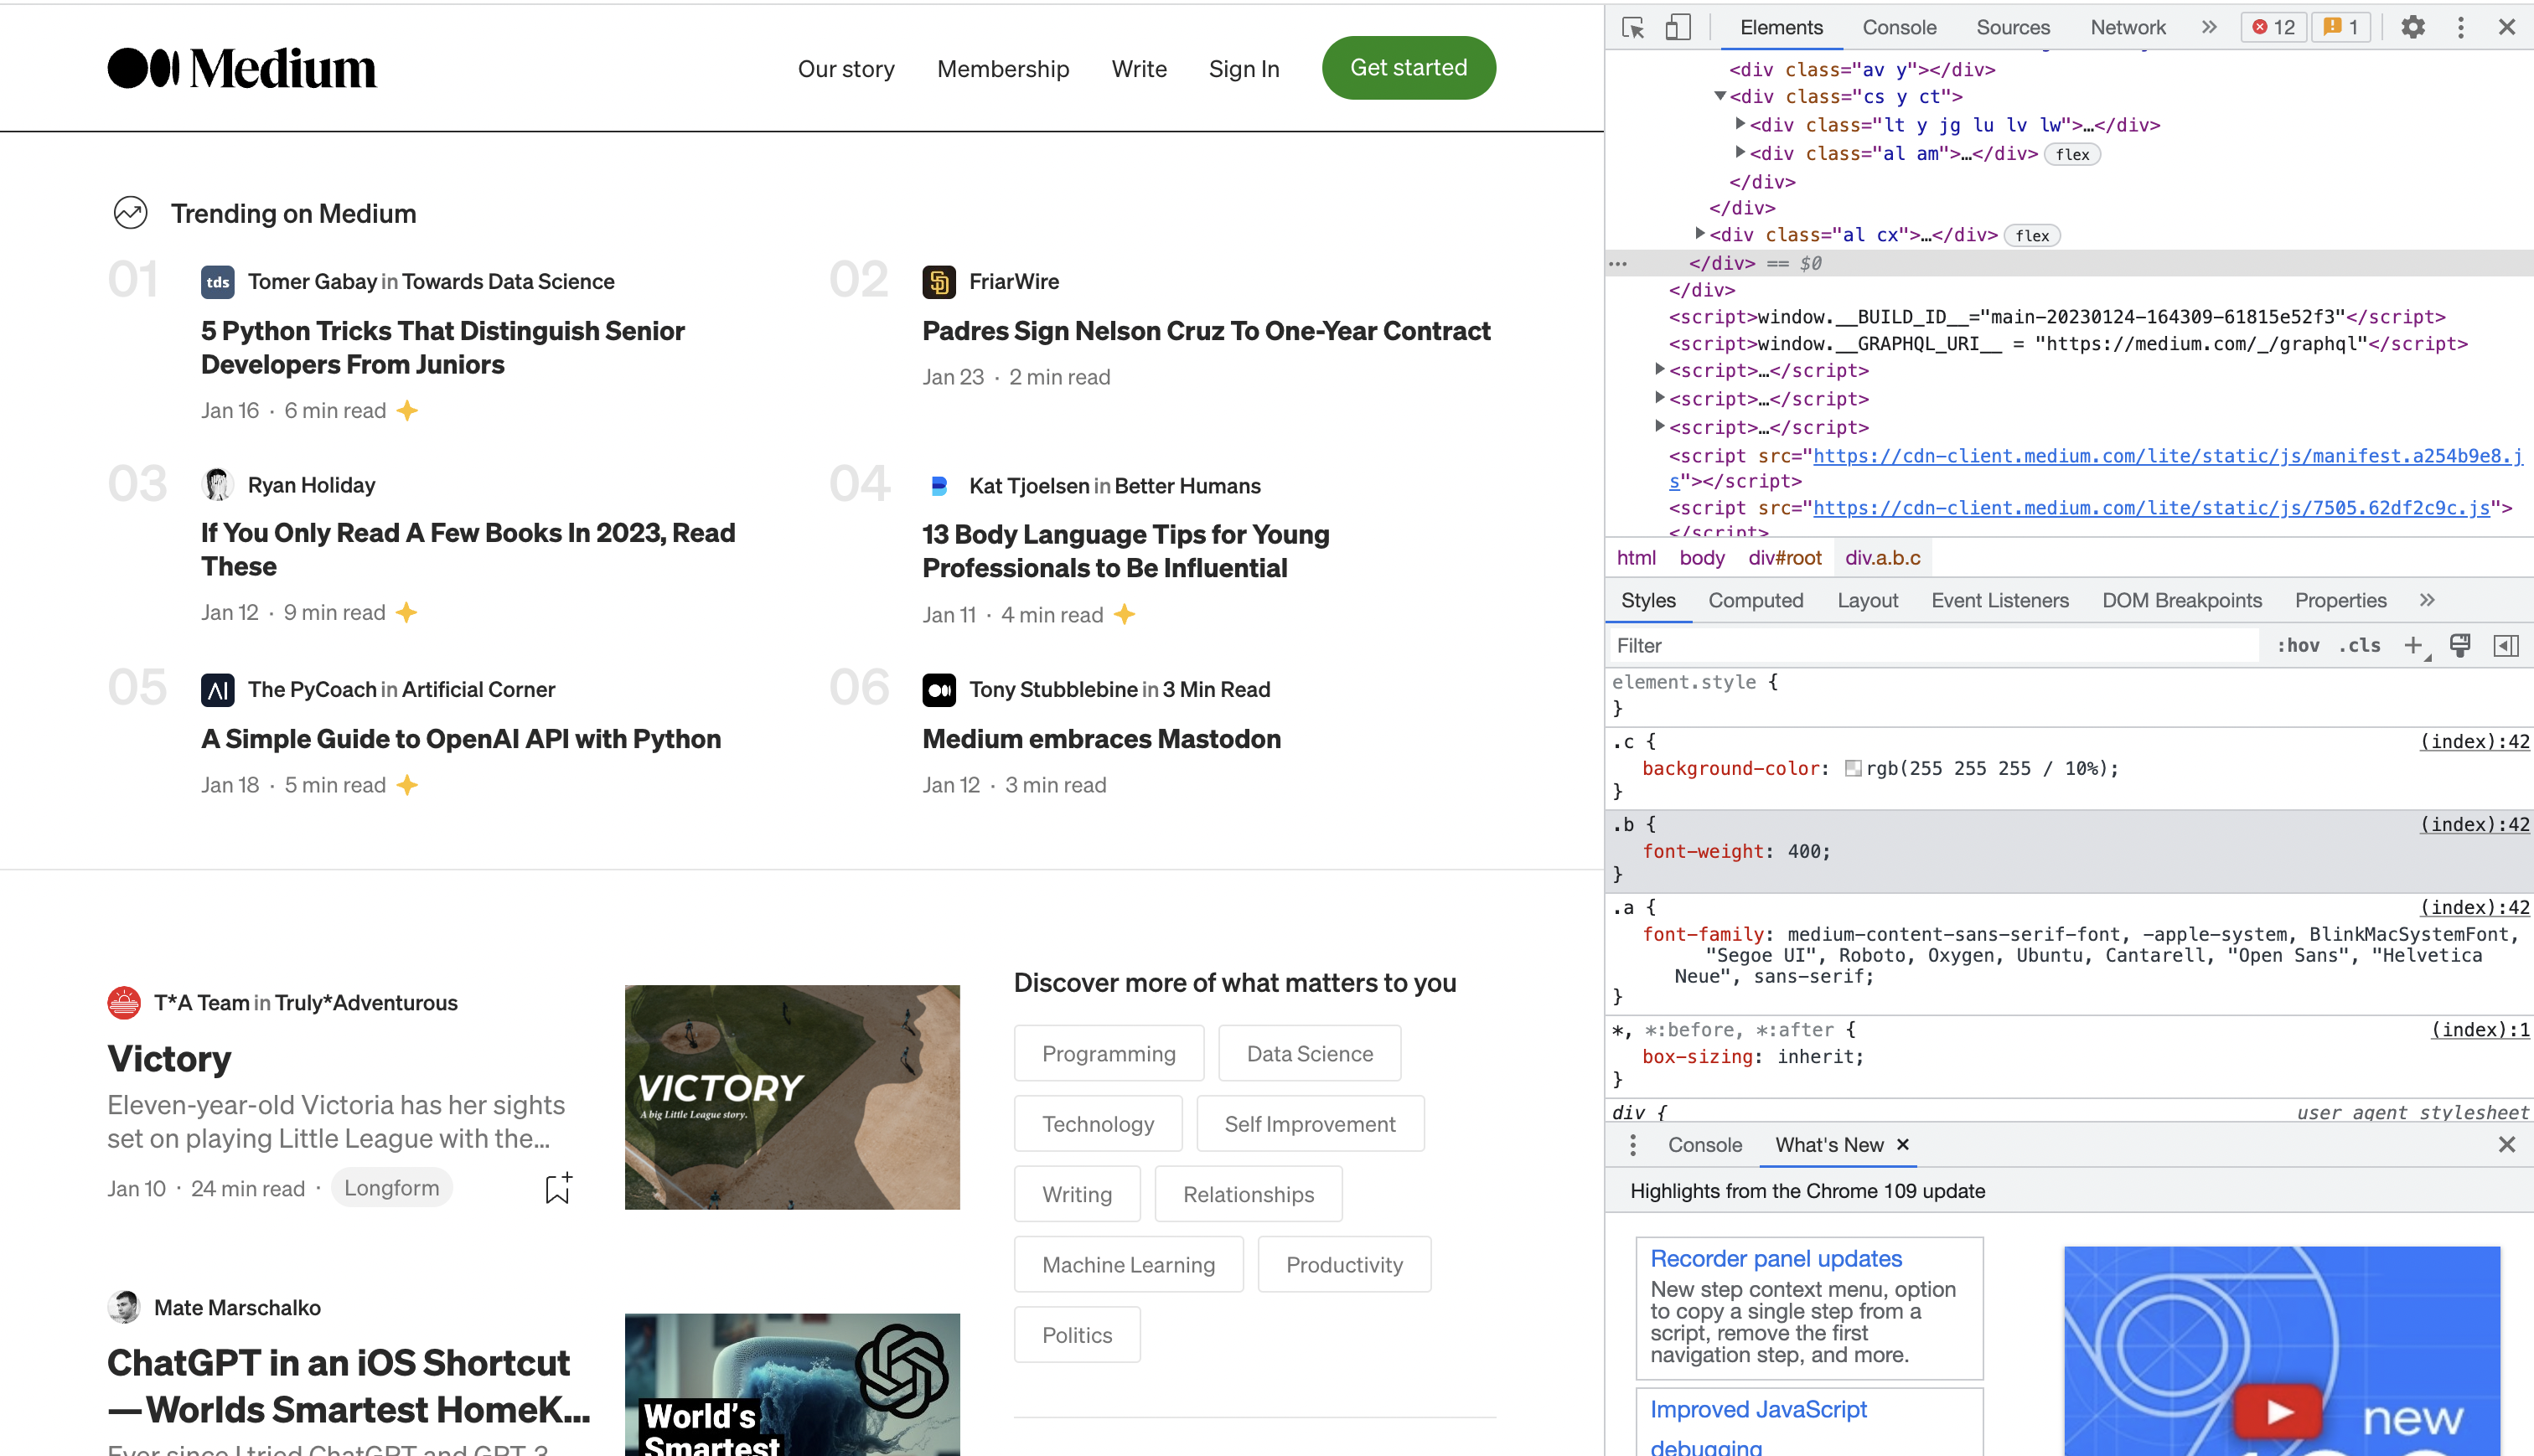 Medium
Our story Membership Write Sign In Get started
Trending on Medium
01
tds Tomer Gabay in Towards Data Science
5 Python Tricks That Distinguish Senior
Developers From Juniors
Jan 16 · 6 min read
02
FriarWire
Padres Sign Nelson Cruz To One-Year Contract
Jan 23 · 2 min read
03
Ryan Holiday
If You Only Read A Few Books In 2023, Read
These
Jan 12 · 9 min read
04
Kat Tjoelsen in Better Humans
13 Body Language Tips for Young
Professionals to Be Influential
Jan 11 · 4 min read
05
The PyCoach in Artificial Corner
A Simple Guide to OpenAI API with Python
Jan 18 · 5 min read
06
Tony Stubblebine in 3 Min Read
Medium embraces Mastodon
Jan 12 · 3 min read
T*A Team in Truly*Adventurous
Victory
Eleven-year-old Victoria has her sights
set on playing Little League with the...
Jan 10 · 24 min read · Longform
VICTORY
A big Little League story.
Mate Marschalko
ChatGPT in an iOS Shortcut
—Worlds Smartest HomeK...
Ever since I tried ChatGPT and GPT-3
World's
Smartest
Discover more of what matters to you
Programming Data Science
Technology Self Improvement
Writing Relationships
Machine Learning Productivity
Politics
Elements Console Sources Network » 12 1
<div class="av y"></div>
<div class="cs y ct">
<div class="lt y jg lu lv lw">…</div>
<div class="al am">…</div> flex
</div>
</div>
<div class="al cx">…</div> flex
</div> == $0
</div>
<script>window.__BUILD_ID__="main-20230124-164309-61815e52f3"</script>
<script>window.__GRAPHQL_URI__ = "https://medium.com/_/graphql"</script>
<script>…</script>
<script>…</script>
<script>…</script>
<script src="https://cdn-client.medium.com/lite/static/js/manifest.a254b9e8.j
s"></script>
<script src="https://cdn-client.medium.com/lite/static/js/7505.62df2c9c.js">
</script>
html body div#root div.a.b.c
Styles Computed Layout Event Listeners DOM Breakpoints Properties »
Filter :hov .cls +
element.style {
}
.c { (index):42
background-color: rgb(255 255 255 / 10%);
}
.b { (index):42
font-weight: 400;
}
.a { (index):42
font-family: medium-content-sans-serif-font, -apple-system, BlinkMacSystemFont,
"Segoe UI", Roboto, Oxygen, Ubuntu, Cantarell, "Open Sans", "Helvetica
Neue", sans-serif;
}
*, *:before, *:after { (index):1
box-sizing: inherit;
}
div { user agent stylesheet
Console What's New ×
Highlights from the Chrome 109 update
Recorder panel updates
New step context menu, option
to copy a single step from a
script, remove the first
navigation step, and more.
Improved JavaScript
debugging
new